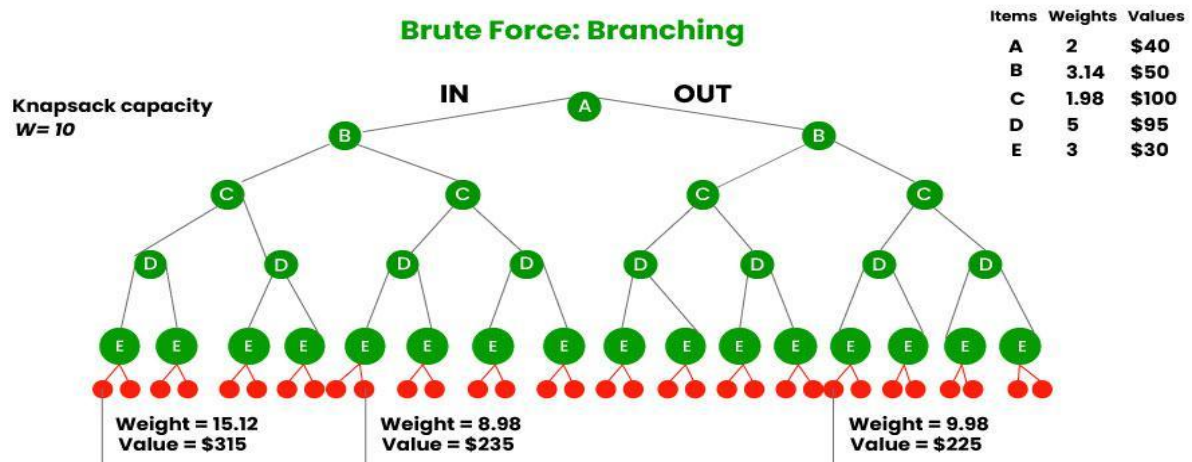 Brute Force: Branching
Items Weights Values
A 2 $40
B 3.14 $50
C 1.98 $100
D 5 $95
E 3 $30
Knapsack capacity
W= 10
IN OUT
A
B B
C C C C
D D D D D D D D
E E E E E E E E E E E E E E E E
Weight = 15.12
Value = $315
Weight = 8.98
Value = $235
Weight = 9.98
Value = $225